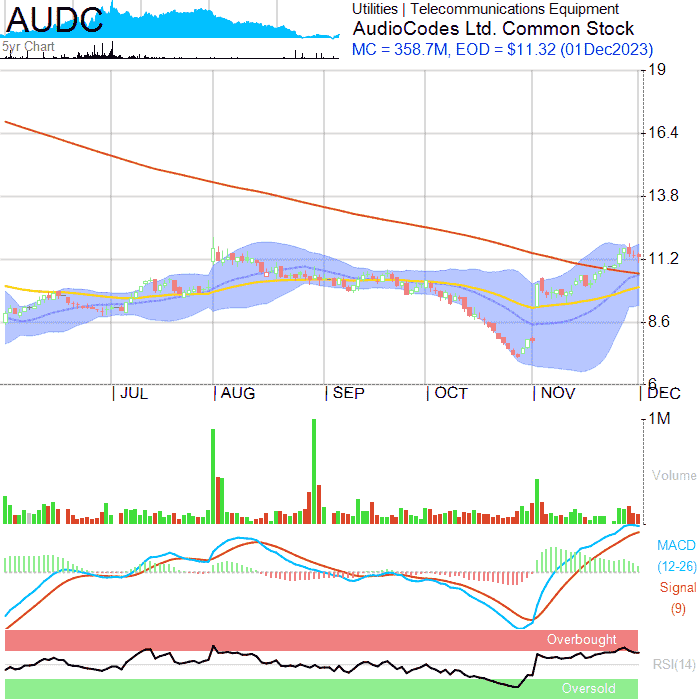 AUDC
5yr Chart
Utilities | Telecommunications Equipment
AudioCodes Ltd. Common Stock
MC = 358.7M, EOD = $11.32 (01Dec2023)
19
16.4
13.8
11.2
8.6
6
JUL
AUG
SEP
OCT
NOV
DEC
1M
Volume
MACD
(12-26)
Signal
(9)
Overbought
RSI(14)
Oversold